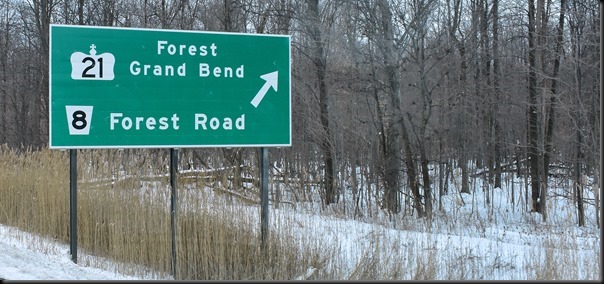 Forest
21 Grand Bend
8 Forest Road